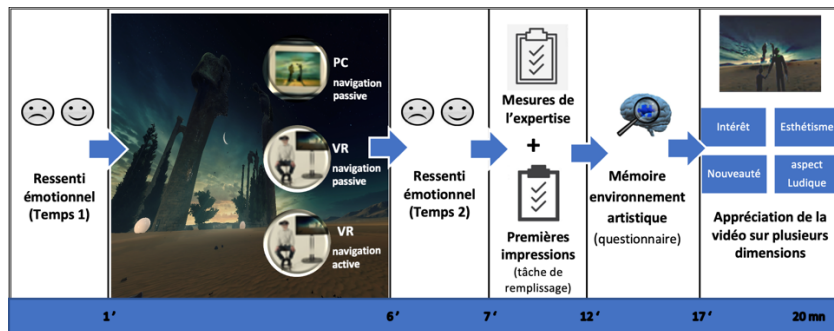 Ressenti
émotionnel
(Temps 1)
PC
navigation
passive
VR
navigation
passive
VR
navigation
active
Ressenti
émotionnel
(Temps 2)
Mesures de
l'expertise
+
Premières
impressions
(tâche de
remplissage)
Mémoire
environnement
artistique
(questionnaire)
Intérêt
Esthétisme
Nouveauté
aspect
Ludique
Appréciation de la
vidéo sur plusieurs
dimensions
1’
6’
7’
12’
17’
20 mn